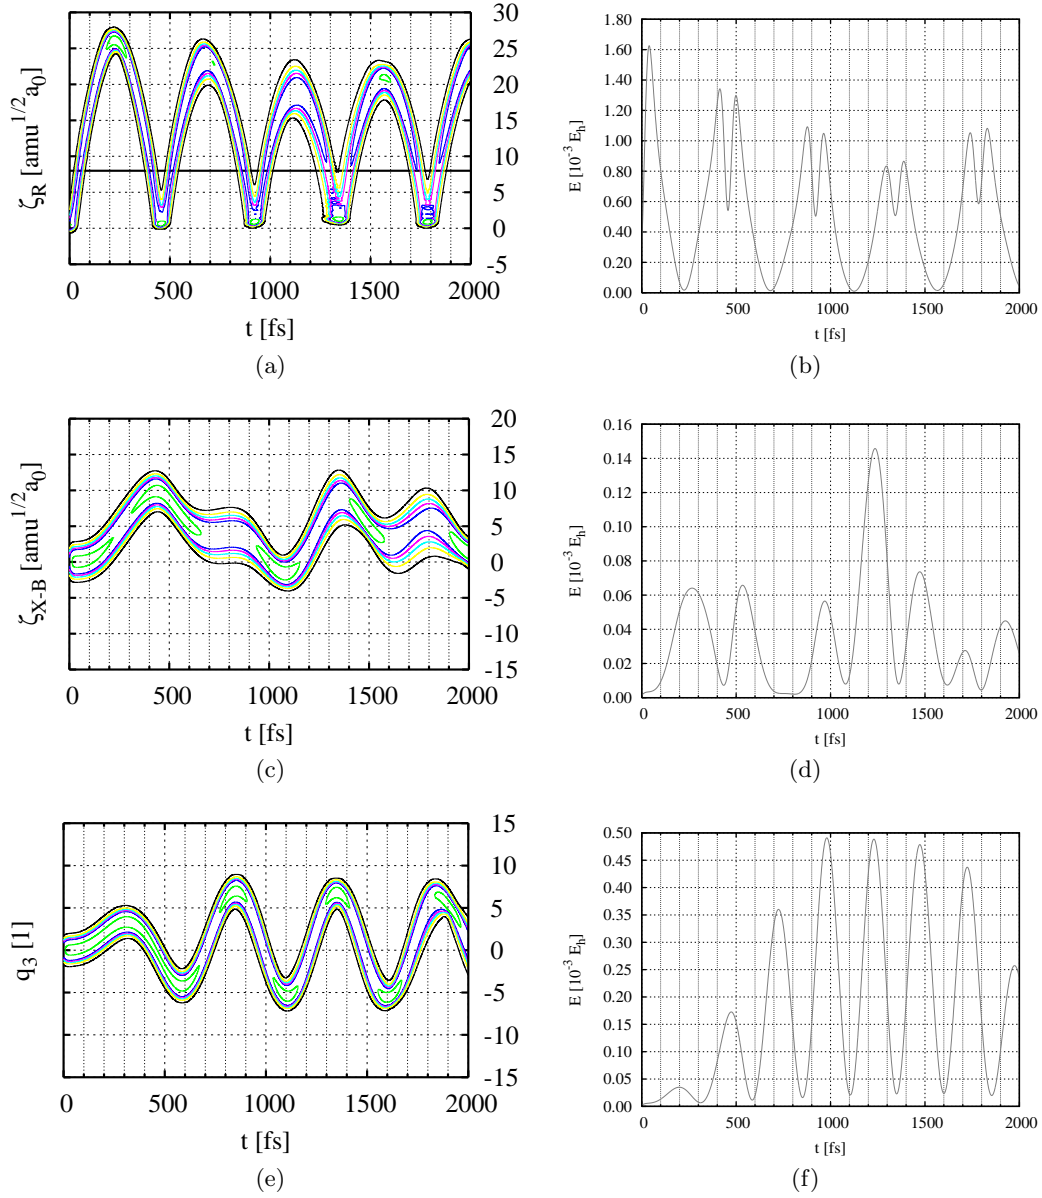 30
25
20
15
10
5
0
-5
ζR [amu1/2a0]
0 500 1000 1500 2000
t [fs]
(a)
1.80
1.60
1.40
1.20
1.00
0.80
0.60
0.40
0.20
0.00
E [10-3 Eh]
0 500 1000 1500 2000
t [fs]
(b)
20
15
10
5
0
-5
-10
-15
ζX-B [amu1/2a0]
0 500 1000 1500 2000
t [fs]
(c)
0.16
0.14
0.12
0.10
0.08
0.06
0.04
0.02
0.00
E [10-3 Eh]
0 500 1000 1500 2000
t [fs]
(d)
15
10
5
0
-5
-10
-15
q3 [1]
0 500 1000 1500 2000
t [fs]
(e)
0.50
0.45
0.40
0.35
0.30
0.25
0.20
0.15
0.10
0.05
0.00
E [10-3 Eh]
0 500 1000 1500 2000
t [fs]
(f)